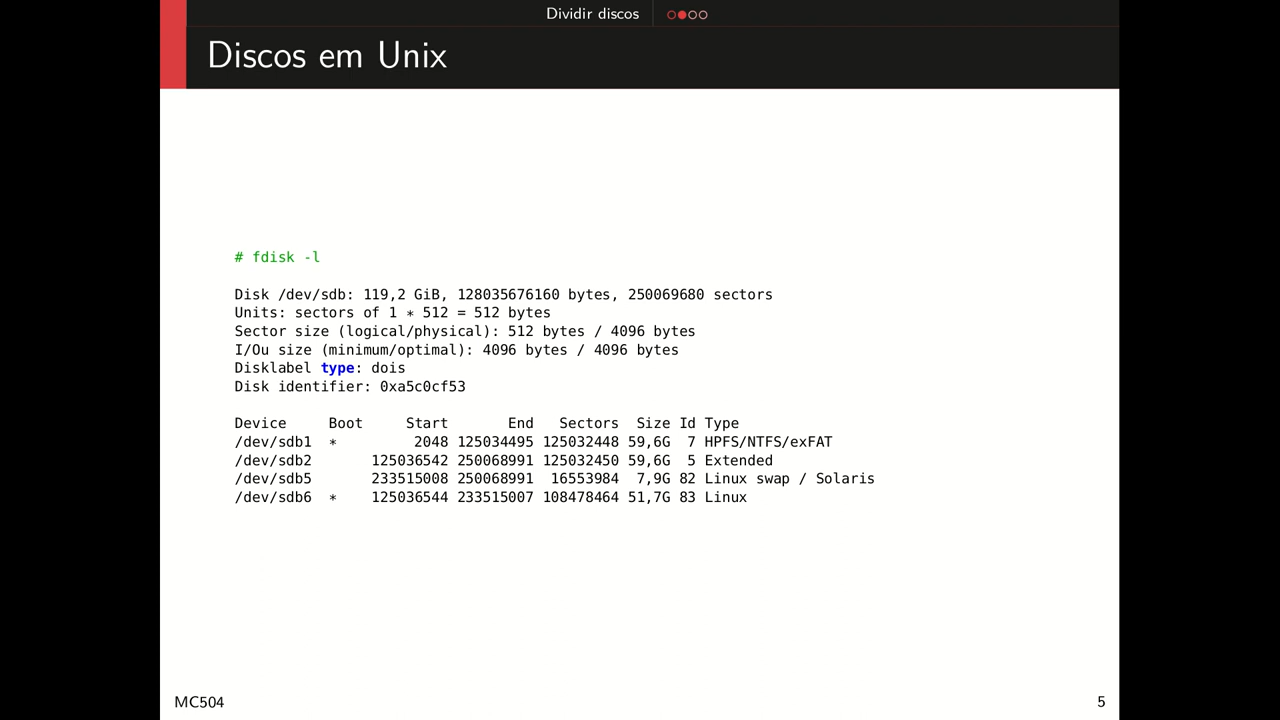 Dividir discos
Discos em Unix
# fdisk -l
Disk /dev/sdb: 119,2 GiB, 128035676160 bytes, 250069680 sectors
Units: sectors of 1 * 512 = 512 bytes
Sector size (logical/physical): 512 bytes / 4096 bytes
I/Ou size (minimum/optimal): 4096 bytes / 4096 bytes
Disklabel type: dois
Disk identifier: 0xa5c0cf53
Device     Boot     Start       End   Sectors  Size Id Type
/dev/sdb1  *         2048 125034495 125032448 59,6G  7 HPFS/NTFS/exFAT
/dev/sdb2       125036542 250068991 125032450 59,6G  5 Extended
/dev/sdb5       233515008 250068991  16553984  7,9G 82 Linux swap / Solaris
/dev/sdb6  *    125036544 233515007 108478464 51,7G 83 Linux
MC504
5